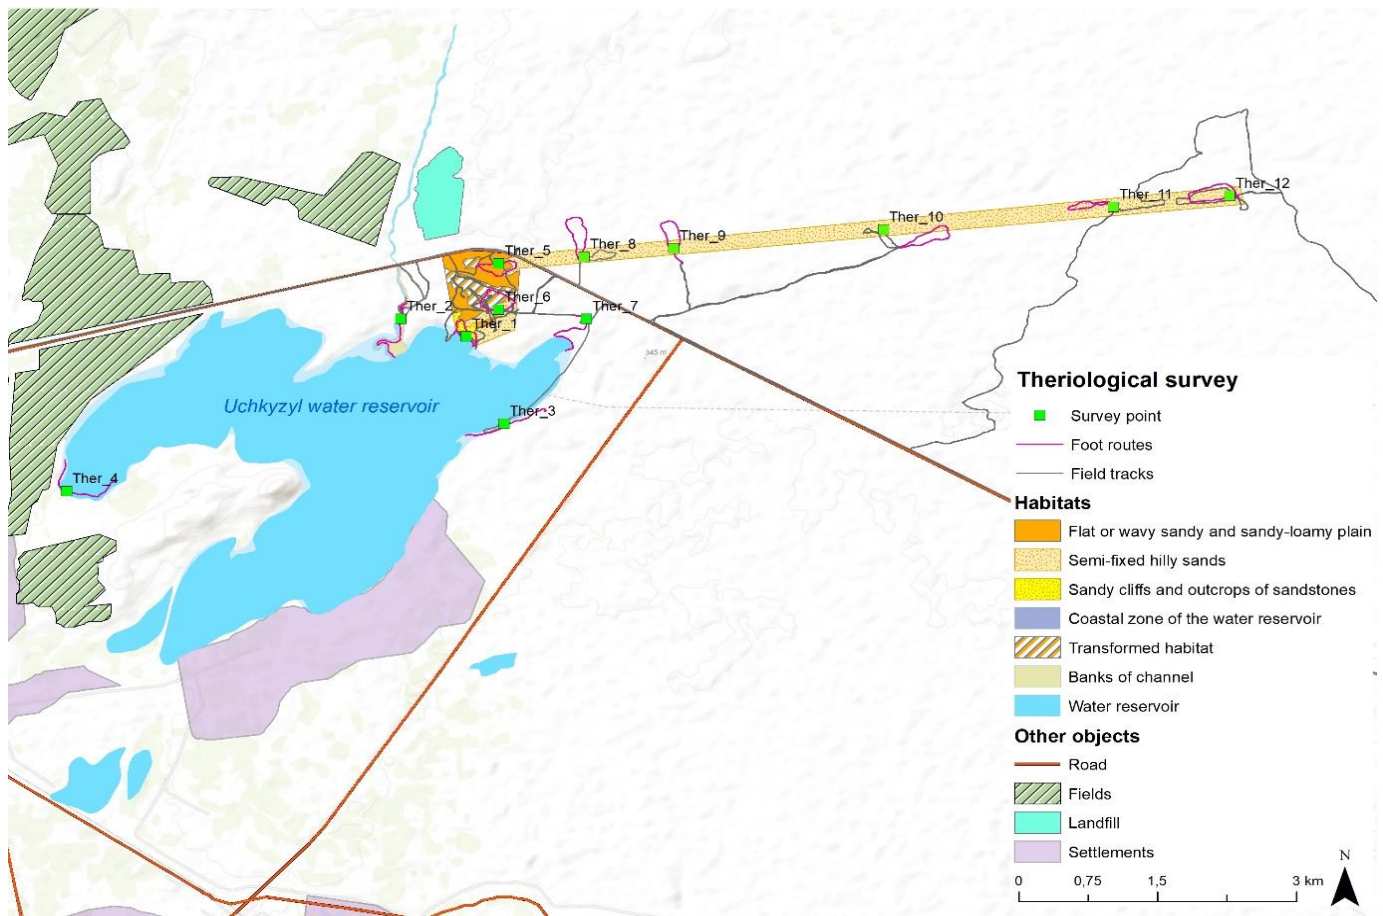 Ther_12
Ther_11
Ther_10
Ther_9
Ther_8
Ther_5
Ther_6
Ther_7
Ther_2
Ther_1
345 m
Uchkyzyl water reservoir
Ther_3
Ther_4
Theriological survey
Survey point
Foot routes
Field tracks
Habitats
Flat or wavy sandy and sandy-loamy plain
Semi-fixed hilly sands
Sandy cliffs and outcrops of sandstones
Coastal zone of the water reservoir
Transformed habitat
Banks of channel
Water reservoir
Other objects
Road
Fields
Landfill
Settlements
N
0 0,75 1,5 3 km